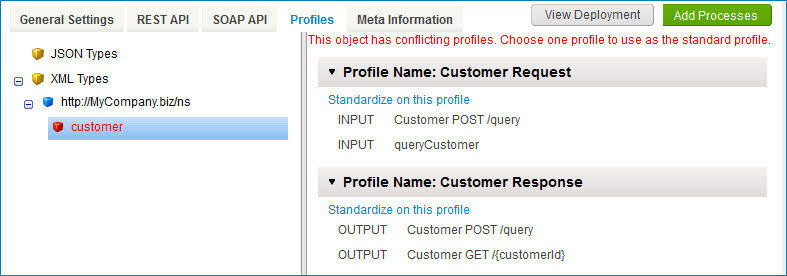 General Settings REST API SOAP API Profiles Meta Information View Deployment Add Processes
This object has conflicting profiles. Choose one profile to use as the standard profile.
JSON Types
XML Types
http://MyCompany.biz/ns
customer
Profile Name: Customer Request
Standardize on this profile
INPUT Customer POST /query
INPUT queryCustomer
Profile Name: Customer Response
Standardize on this profile
OUTPUT Customer POST /query
OUTPUT Customer GET /{customerId}